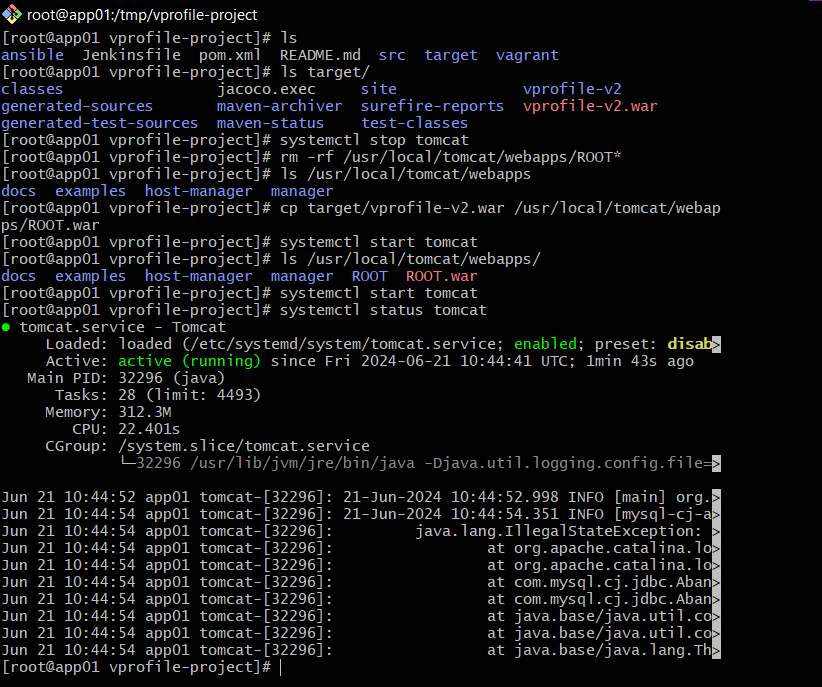 root@app01:/tmp/vprofile-project
[root@app01 vprofile-project]# ls
ansible  Jenkinsfile  pom.xml  README.md  src  target  vagrant
[root@app01 vprofile-project]# ls target/
classes                 jacoco.exec     site              vprofile-v2
generated-sources       maven-archiver  surefire-reports  vprofile-v2.war
generated-test-sources  maven-status    test-classes
[root@app01 vprofile-project]# systemctl stop tomcat
[root@app01 vprofile-project]# rm -rf /usr/local/tomcat/webapps/ROOT*
[root@app01 vprofile-project]# ls /usr/local/tomcat/webapps
docs  examples  host-manager  manager
[root@app01 vprofile-project]# cp target/vprofile-v2.war /usr/local/tomcat/webap
ps/ROOT.war
[root@app01 vprofile-project]# systemctl start tomcat
[root@app01 vprofile-project]# ls /usr/local/tomcat/webapps/
docs  examples  host-manager  manager  ROOT  ROOT.war
[root@app01 vprofile-project]# systemctl start tomcat
[root@app01 vprofile-project]# systemctl status tomcat
● tomcat.service - Tomcat
     Loaded: loaded (/etc/systemd/system/tomcat.service; enabled; preset: disab>
     Active: active (running) since Fri 2024-06-21 10:44:41 UTC; 1min 43s ago
   Main PID: 32296 (java)
      Tasks: 28 (limit: 4493)
     Memory: 312.3M
        CPU: 22.401s
     CGroup: /system.slice/tomcat.service
             └─32296 /usr/lib/jvm/jre/bin/java -Djava.util.logging.config.file=>
Jun 21 10:44:52 app01 tomcat-[32296]: 21-Jun-2024 10:44:52.998 INFO [main] org.>
Jun 21 10:44:54 app01 tomcat-[32296]: 21-Jun-2024 10:44:54.351 INFO [mysql-cj-a>
Jun 21 10:44:54 app01 tomcat-[32296]:         java.lang.IllegalStateException: >
Jun 21 10:44:54 app01 tomcat-[32296]:                 at org.apache.catalina.lo>
Jun 21 10:44:54 app01 tomcat-[32296]:                 at org.apache.catalina.lo>
Jun 21 10:44:54 app01 tomcat-[32296]:                 at com.mysql.cj.jdbc.Aban>
Jun 21 10:44:54 app01 tomcat-[32296]:                 at com.mysql.cj.jdbc.Aban>
Jun 21 10:44:54 app01 tomcat-[32296]:                 at java.base/java.util.co>
Jun 21 10:44:54 app01 tomcat-[32296]:                 at java.base/java.util.co>
Jun 21 10:44:54 app01 tomcat-[32296]:                 at java.base/java.lang.Th>
[root@app01 vprofile-project]#